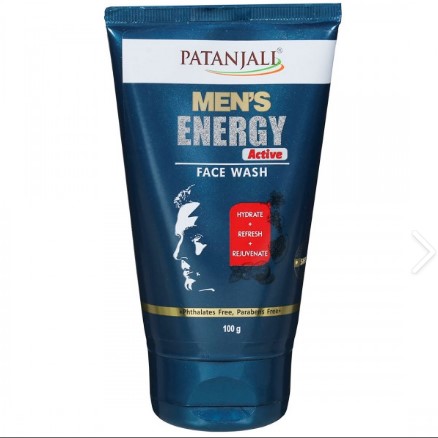 PATANJALI®
MEN'S
ENERGY
Active
FACE WASH
HYDRATE
+
REFRESH
+
REJUVENATE
Phthalates Free, Parabens Free
100 g